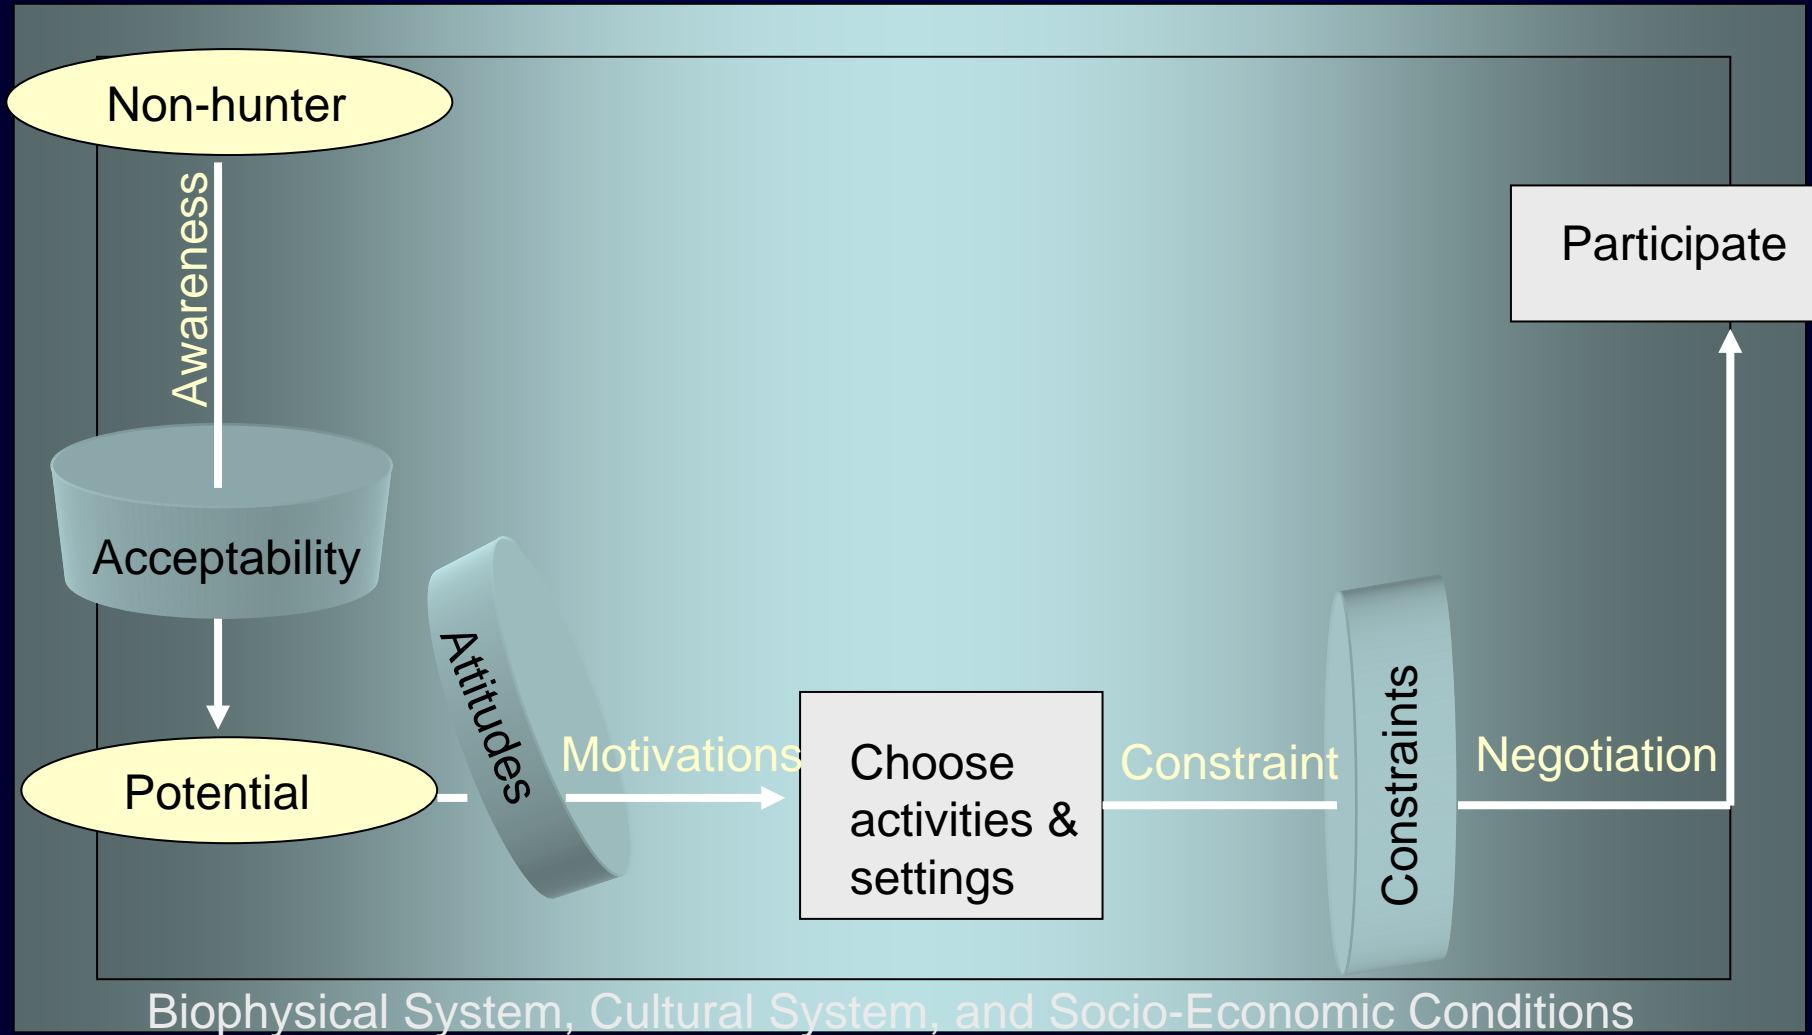 Non-hunter
Awareness
Acceptability
Potential
Attitudes
Motivations
Choose
activities &
settings
Constraint
Constraints
Negotiation
Participate
Biophysical System, Cultural System, and Socio-Economic Conditions